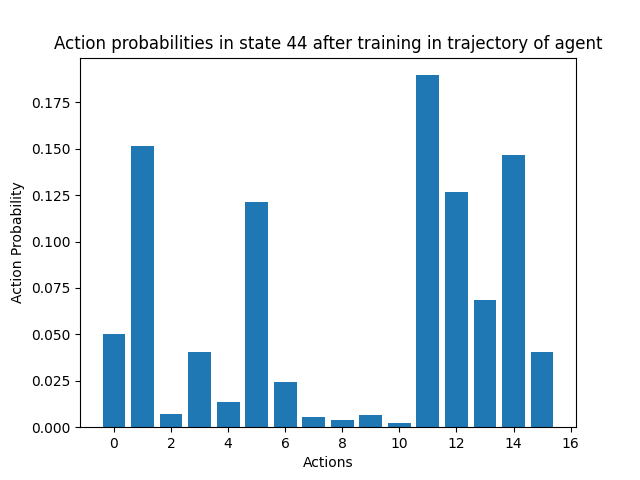 Action probabilities in state 44 after training in trajectory of agent
0.175
0.150
0.125
0.100
0.075
0.050
0.025
0.000
Action Probability
0 2 4 6 8 10 12 14 16
Actions